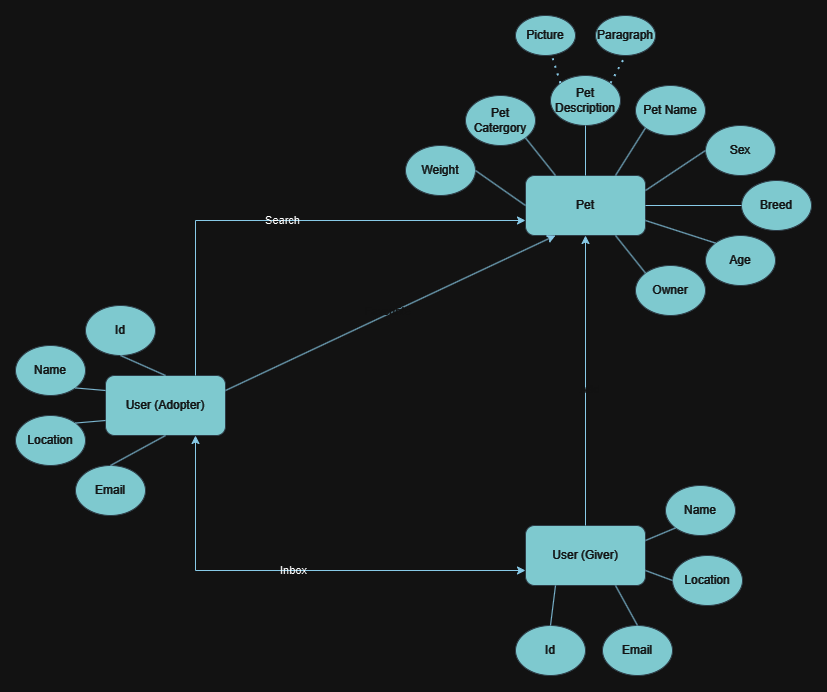 Picture
Paragraph
Pet
Description
Pet
Catergory
Pet Name
Weight
Sex
Pet
Breed
Search
Age
Owner
Id
Name
User (Adopter)
Location
Email
Name
User (Giver)
Inbox
Location
Id
Email